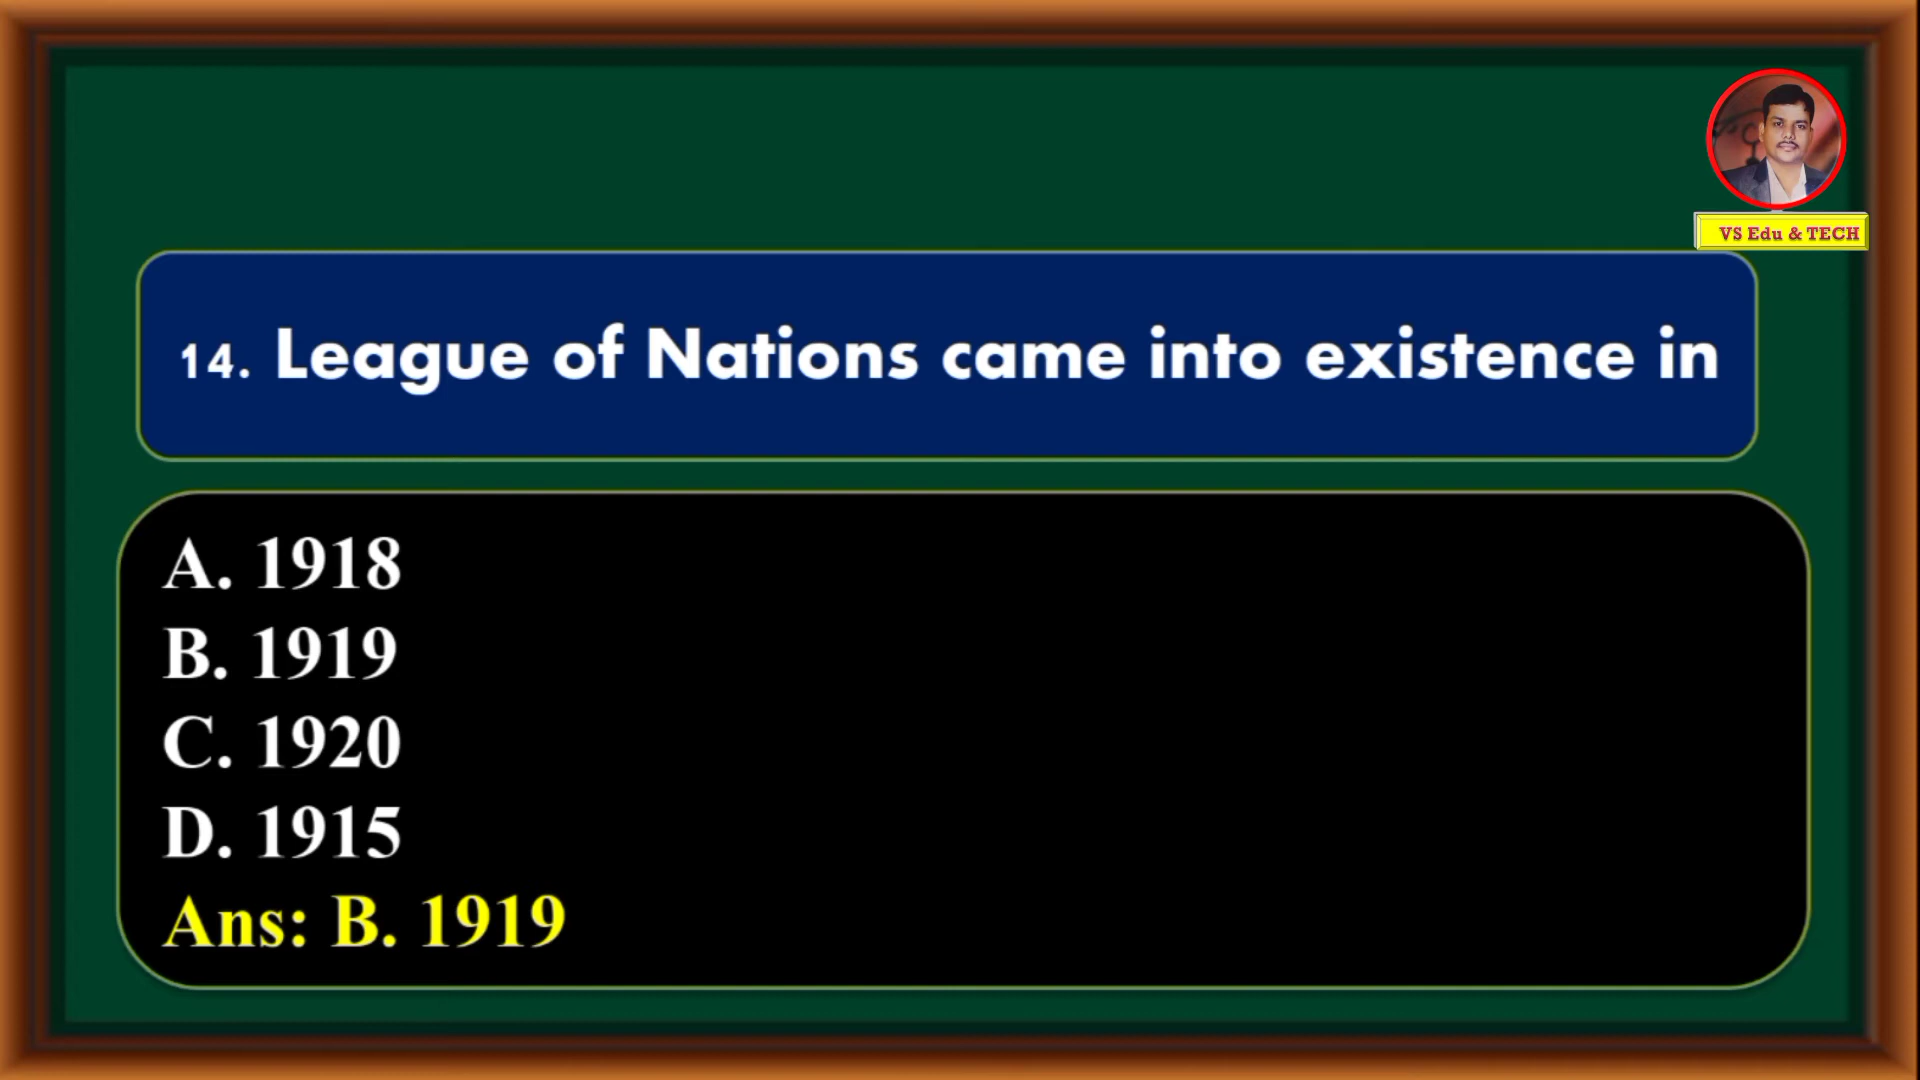 VS Edu & TECH
14. League of Nations came into existence in
A. 1918
B. 1919
C. 1920
D. 1915
Ans: B. 1919